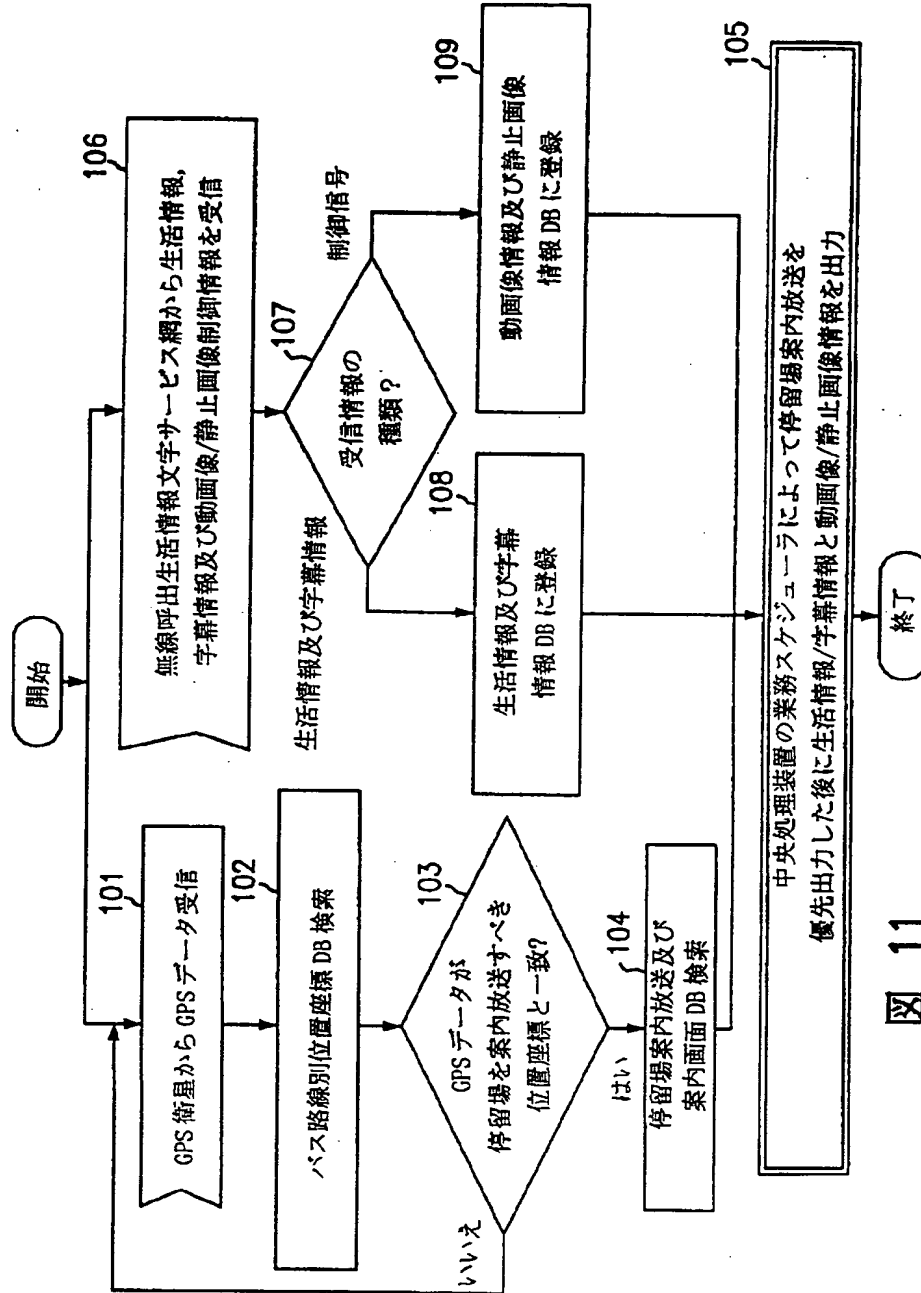 開始
101
GPS衛星からGPSデータ受信
102
バス路線別位置座標DB検索
103
GPSデータが
停留場を案内放送すべき
位置座標と一致?
いいえ
はい
104
停留場案内放送及び
案内画面DB検索
106
無線呼出生活情報文字サービス網から生活情報,
字幕情報及び動画像/静止画像制御情報を受信
107
受信情報の
種類?
生活情報及び字幕情報
制御信号
108
生活情報及び字幕
情報DBに登録
109
動画像情報及び静止画像
情報DBに登録
105
中央処理装置の業務スケジューラによって停留場案内放送を
優先出力した後に生活情報/字幕情報と動画像/静止画像情報を出力
終了
図 11